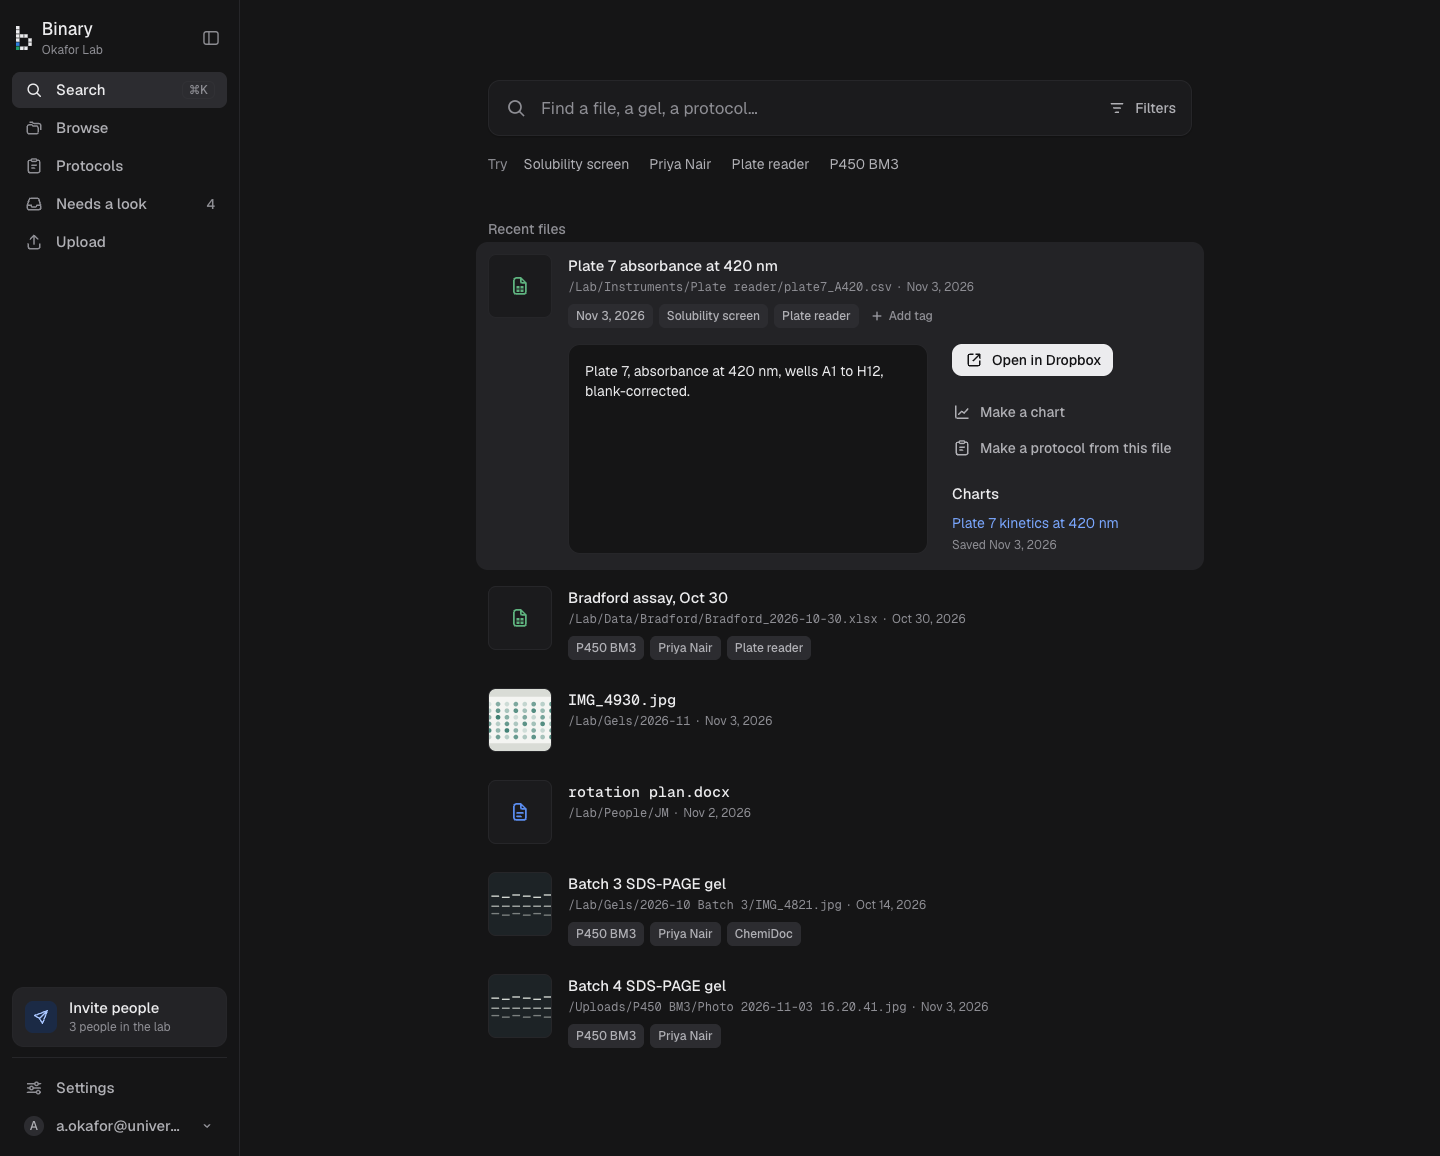 Binary
Okafor Lab
Search
⌘K
Browse
Protocols
Needs a look
4
Upload
Find a file, a gel, a protocol...
Filters
Try
Solubility screen
Priya Nair
Plate reader
P450 BM3
Recent files
Plate 7 absorbance at 420 nm
/Lab/Instruments/Plate reader/plate7_A420.csv · Nov 3, 2026
Nov 3, 2026
Solubility screen
Plate reader
Add tag
Plate 7, absorbance at 420 nm, wells A1 to H12,
blank-corrected.
Open in Dropbox
Make a chart
Make a protocol from this file
Charts
Plate 7 kinetics at 420 nm
Saved Nov 3, 2026
Bradford assay, Oct 30
/Lab/Data/Bradford/Bradford_2026-10-30.xlsx · Oct 30, 2026
P450 BM3
Priya Nair
Plate reader
IMG_4930.jpg
/Lab/Gels/2026-11 · Nov 3, 2026
rotation plan.docx
/Lab/People/JM · Nov 2, 2026
Batch 3 SDS-PAGE gel
/Lab/Gels/2026-10 Batch 3/IMG_4821.jpg · Oct 14, 2026
P450 BM3
Priya Nair
ChemiDoc
Batch 4 SDS-PAGE gel
/Uploads/P450 BM3/Photo 2026-11-03 16.20.41.jpg · Nov 3, 2026
P450 BM3
Priya Nair
Invite people
3 people in the lab
Settings
A
a.okafor@univer...